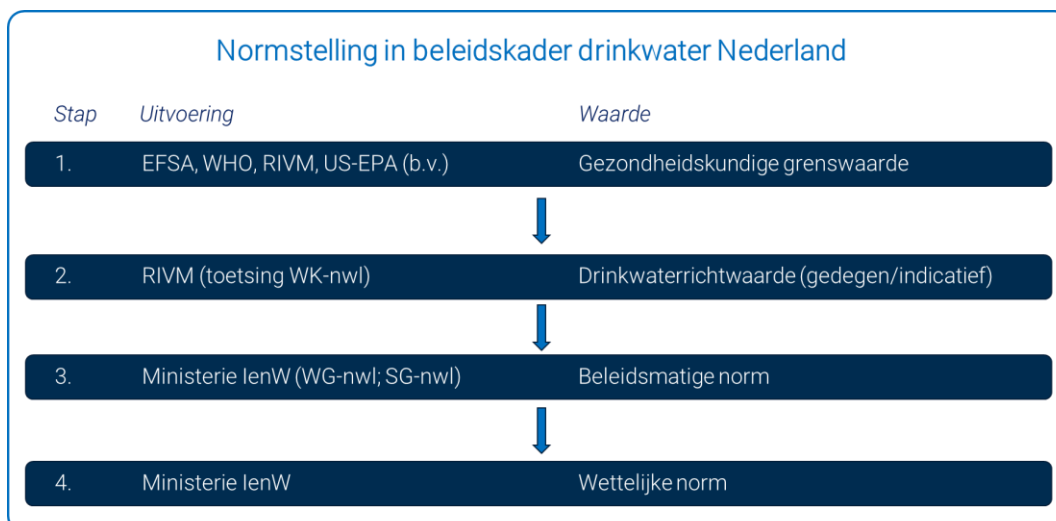 Normstelling in beleidskader drinkwater Nederland
Stap Uitvoering Waarde
1. EFSA, WHO, RIVM, US-EPA (b.v.) Gezondheidskundige grenswaarde
2. RIVM (toetsing WK-nwl) Drinkwaterrichtwaarde (gedegen/indicatief)
3. Ministerie IenW (WG-nwl; SG-nwl) Beleidsmatige norm
4. Ministerie IenW Wettelijke norm